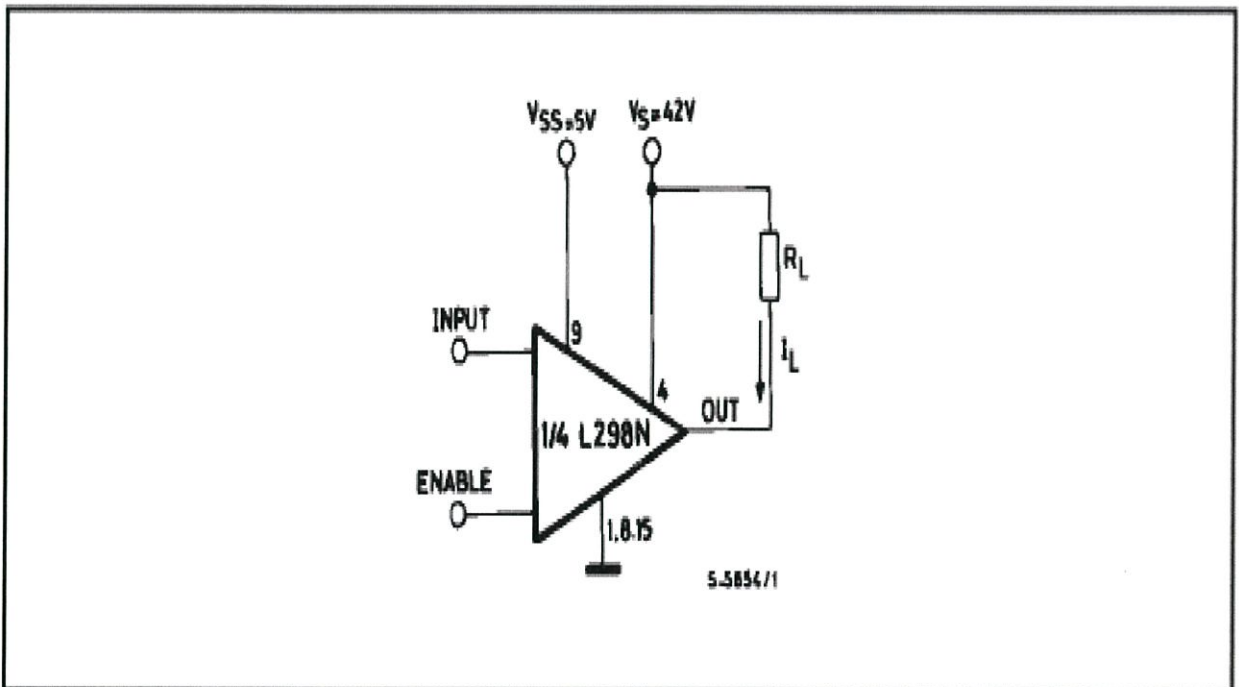 VSS=5V VS=42V
RL
INPUT
9
IL
4
OUT
1/4 L298N
ENABLE
1,8.15
S-5854/1